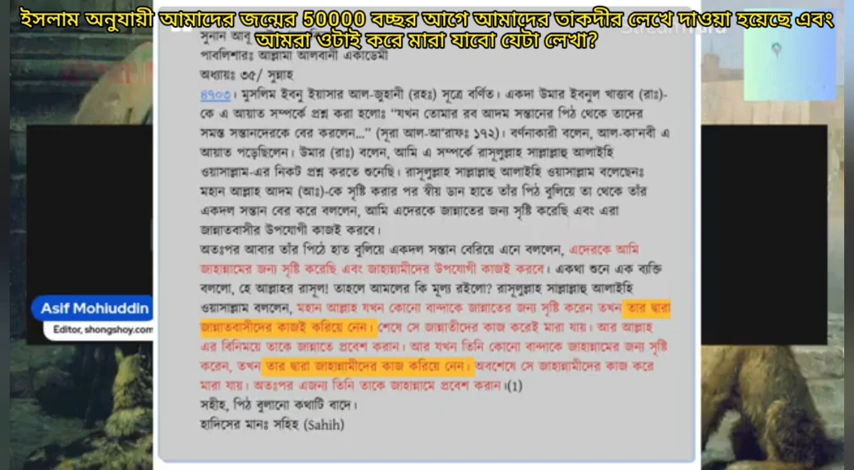 ইসলাম অনুযায়ী আমাদের জন্মের 50000 বচ্ছর আগে আমাদের তাকদীর লেখে দাওয়া হয়েছে এবং
আমরা ওটাই করে মারা যাবো যেটা লেখা?
পাবলিশারঃ আল্লামা আলবানী একাডেমী
অধ্যায়ঃ ৩৫/ সুন্নাহ
৪৭০৩। মুসলিম ইবনু ইয়াসার আল-জুহানী (রহঃ) সূত্রে বর্ণিত। একদা উমার ইবনুল খাত্তাব (রাঃ)-
কে এ আয়াত সম্পর্কে প্রশ্ন করা হলোঃ “যখন তোমার রব আদম সন্তানের পিঠ থেকে তাদের
সমস্ত সন্তানদেরকে বের করলেন...” (সূরা আল-আ’রাফঃ ১৭২)। বর্ণনাকারী বলেন, আল-কা’নবী এ
আয়াত পড়েছিলেন। উমার (রাঃ) বলেন, আমি এ সম্পর্কে রাসূলুল্লাহ সাল্লাল্লাহু আলাইহি
ওয়াসাল্লাম-এর নিকট প্রশ্ন করতে শুনেছি। রাসূলুল্লাহ সাল্লাল্লাহু আলাইহি ওয়াসাল্লাম বলেছেনঃ
মহান আল্লাহ আদম (আঃ)-কে সৃষ্টি করার পর স্বীয় ডান হাতে তাঁর পিঠ বুলিয়ে তা থেকে তাঁর
একদল সন্তান বের করে বললেন, আমি এদেরকে জান্নাতের জন্য সৃষ্টি করেছি এবং এরা
জান্নাতবাসীর উপযোগী কাজই করবে।
অতঃপর আবার তাঁর পিঠে হাত বুলিয়ে একদল সন্তান বেরিয়ে এনে বললেন, এদেরকে আমি
জাহান্নামের জন্য সৃষ্টি করেছি এবং জাহান্নামীদের উপযোগী কাজই করবে। একথা শুনে এক ব্যক্তি
বললো, হে আল্লাহর রাসূল! তাহলে আমলের কি মূল্য রইলো? রাসূলুল্লাহ সাল্লাল্লাহু আলাইহি
ওয়াসাল্লাম বললেন, মহান আল্লাহ যখন কোনো বান্দাকে জান্নাতের জন্য সৃষ্টি করেন তখন তার দ্বারা
জান্নাতবাসীদের কাজই করিয়ে নেন। শেষে সে জান্নাতীদের কাজ করেই মারা যায়। আর আল্লাহ
এর বিনিময়ে তাকে জান্নাতে প্রবেশ করান। আর যখন তিনি কোনো বান্দাকে জাহান্নামের জন্য সৃষ্টি
করেন, তখন তার দ্বারা জাহান্নামীদের কাজ করিয়ে নেন। অবশেষে সে জাহান্নামীদের কাজ করে
মারা যায়। অতঃপর এজন্য তিনি তাকে জাহান্নামে প্রবেশ করান।(1)
সহীহ, পিঠ বুলানো কথাটি বাদে।
হাদিসের মানঃ সহিহ (Sahih)
Asif Mohiuddin
Editor, shongshoy.com